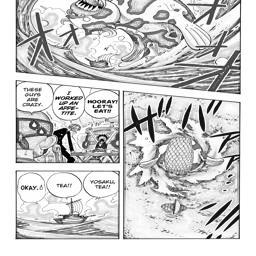 HOORAY!
LET'S
EAT!!
WORKED
UP AN
APPE-
TITE.
THESE
GUYS
ARE
CRAZY.
YOSAKU,
TEA!!
TEA!!
OKAY.